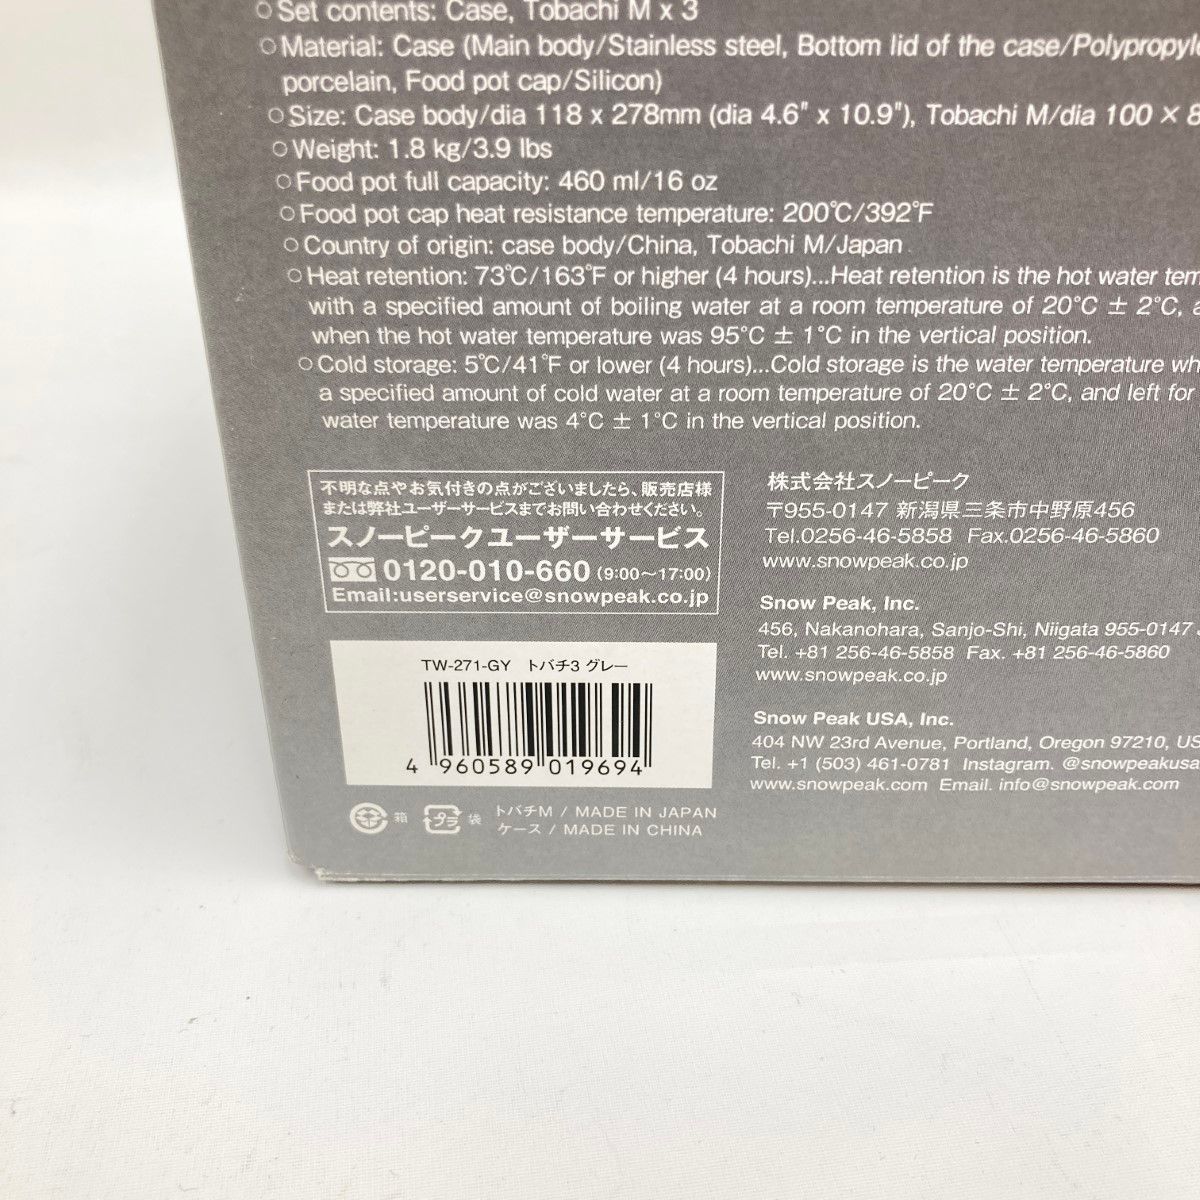 ○Set contents: Case, Tobachi M x 3
○Material: Case (Main body/Stainless steel, Bottom lid of the case/
porcelain, Food pot cap/Silicon)
○Size: Case body/dia 118 x 278mm (dia 4.6" x 10.9"), Tobachi M/dia 100 ×
○Weight: 1.8 kg/3.9 lbs
○Food pot full capacity: 460 ml/16 oz
○Food pot cap heat resistance temperature: 200℃/392℉
○Country of origin: case body/China, Tobachi M/Japan
○Heat retention: 73℃/163℉ or higher (4 hours)...Heat retention is the hot water
with a specified amount of boiling water at a room temperature of 20°C ± 2°C,
when the hot water temperature was 95°C ± 1°C in the vertical position.
○Cold storage: 5℃/41℉ or lower (4 hours)...Cold storage is the water temperature
a specified amount of cold water at a room temperature of 20°C ± 2°C, and left for
water temperature was 4°C ± 1°C in the vertical position.
不明な点やお気付きの点がございましたら、販売店様
または弊社ユーザーサービスまでお問い合わせください。
スノーピークユーザーサービス
0120-010-660 (9:00〜17:00)
Email:userservice@snowpeak.co.jp
TW-271-GY トバチ3 グレー
4 960589 019694
箱 プラ 袋 トバチM / MADE IN JAPAN
ケース / MADE IN CHINA
株式会社スノーピーク
〒955-0147 新潟県三条市中野原456
Tel.0256-46-5858 Fax.0256-46-5860
www.snowpeak.co.jp
Snow Peak, Inc.
456, Nakanohara, Sanjo-Shi, Niigata 955-0147
Tel. +81 256-46-5858 Fax. +81 256-46-5860
www.snowpeak.co.jp
Snow Peak USA, Inc.
404 NW 23rd Avenue, Portland, Oregon 97210,
Tel. +1 (503) 461-0781 Instagram. @snowpeakusa
www.snowpeak.com Email. info@snowpeak.com